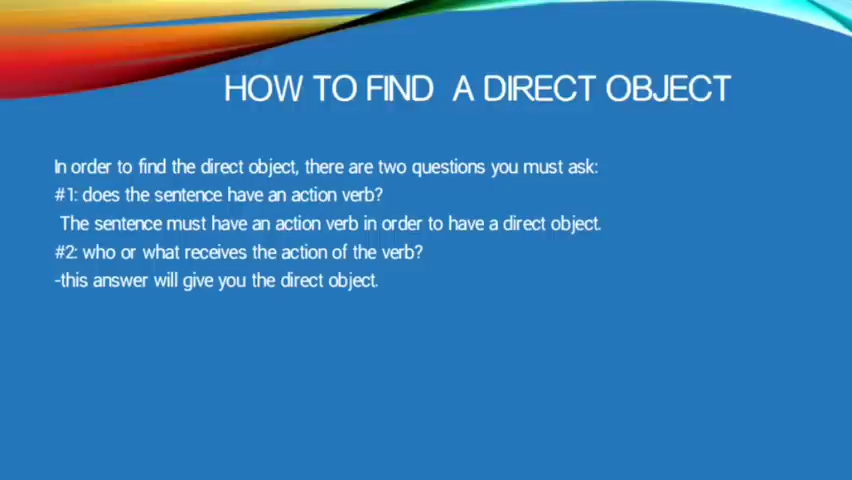 HOW TO FIND A DIRECT OBJECT
In order to find the direct object, there are two questions you must ask:
#1: does the sentence have an action verb?
The sentence must have an action verb in order to have a direct object.
#2: who or what receives the action of the verb?
-this answer will give you the direct object.